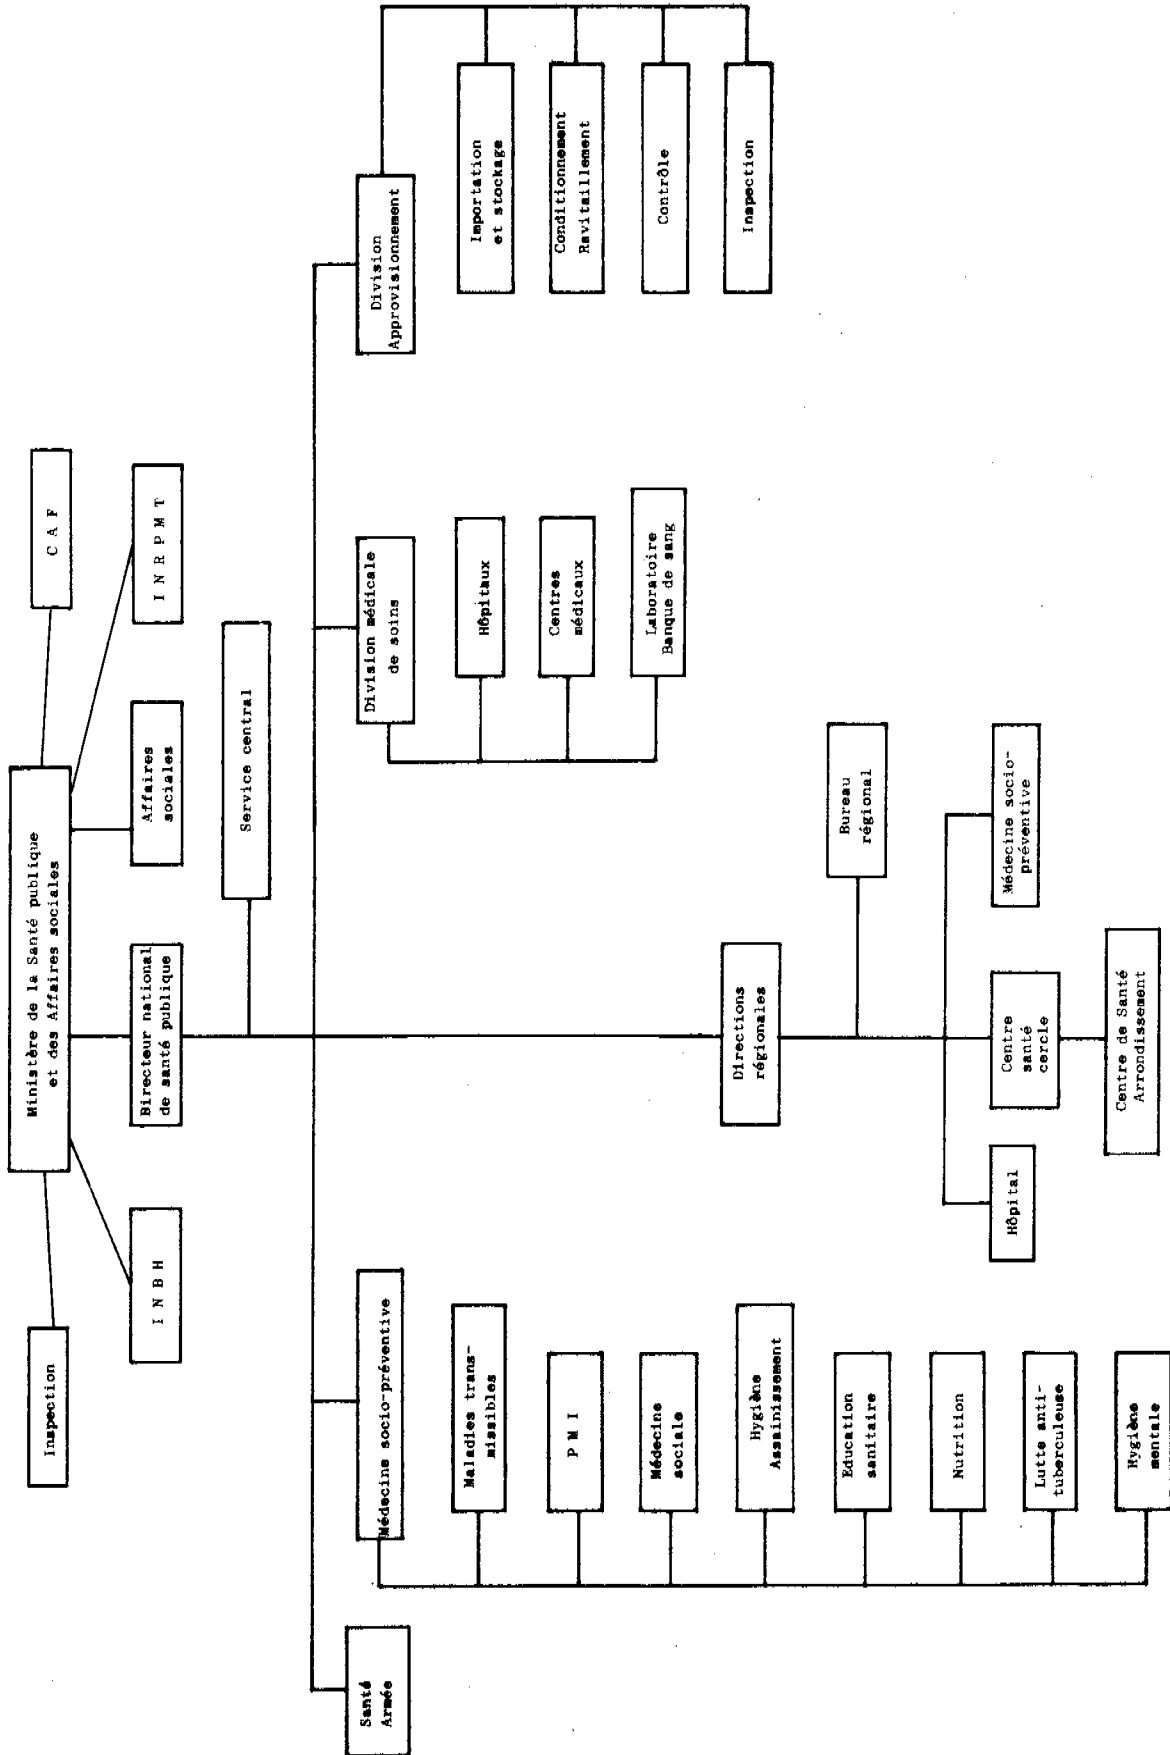 Ministère de la Santé publique
et des Affaires sociales
Inspection
C A F
I N B H
Birecteur national
de santé publique
Affaires
sociales
I N R P M T
Service central
Santé
Armée
Médecine socio-préventive
Division médicale
de soins
Division
Approvisionnement
Maladies trans-
missibles
P M I
Médecine
sociale
Hygiène
Assainissement
Education
sanitaire
Nutrition
Lutte anti-
tuberculeuse
Hygiène
mentale
Hôpitaux
Centres
médicaux
Laboratoire
Banque de sang
Importation
et stockage
Conditionnement
Ravitaillement
Contrôle
Inspection
Directions
régionales
Bureau
régional
Hôpital
Centre
santé
cercle
Médecine socio-
préventive
Centre de Santé
Arrondissement